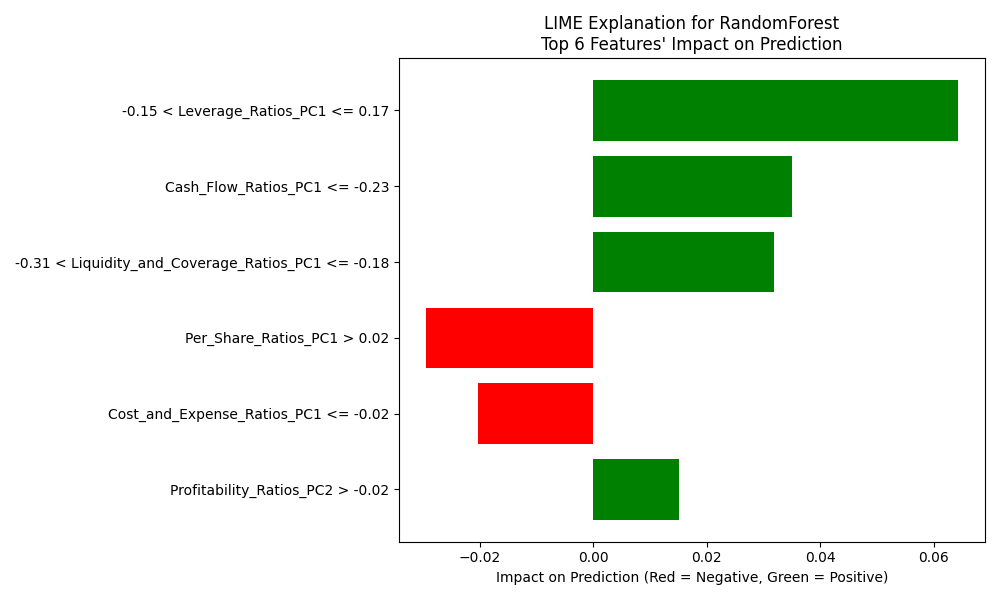 LIME Explanation for RandomForest
Top 6 Features' Impact on Prediction
-0.15 < Leverage_Ratios_PC1 <= 0.17
Cash_Flow_Ratios_PC1 <= -0.23
-0.31 < Liquidity_and_Coverage_Ratios_PC1 <= -0.18
Per_Share_Ratios_PC1 > 0.02
Cost_and_Expense_Ratios_PC1 <= -0.02
Profitability_Ratios_PC2 > -0.02
−0.02 0.00 0.02 0.04 0.06
Impact on Prediction (Red = Negative, Green = Positive)